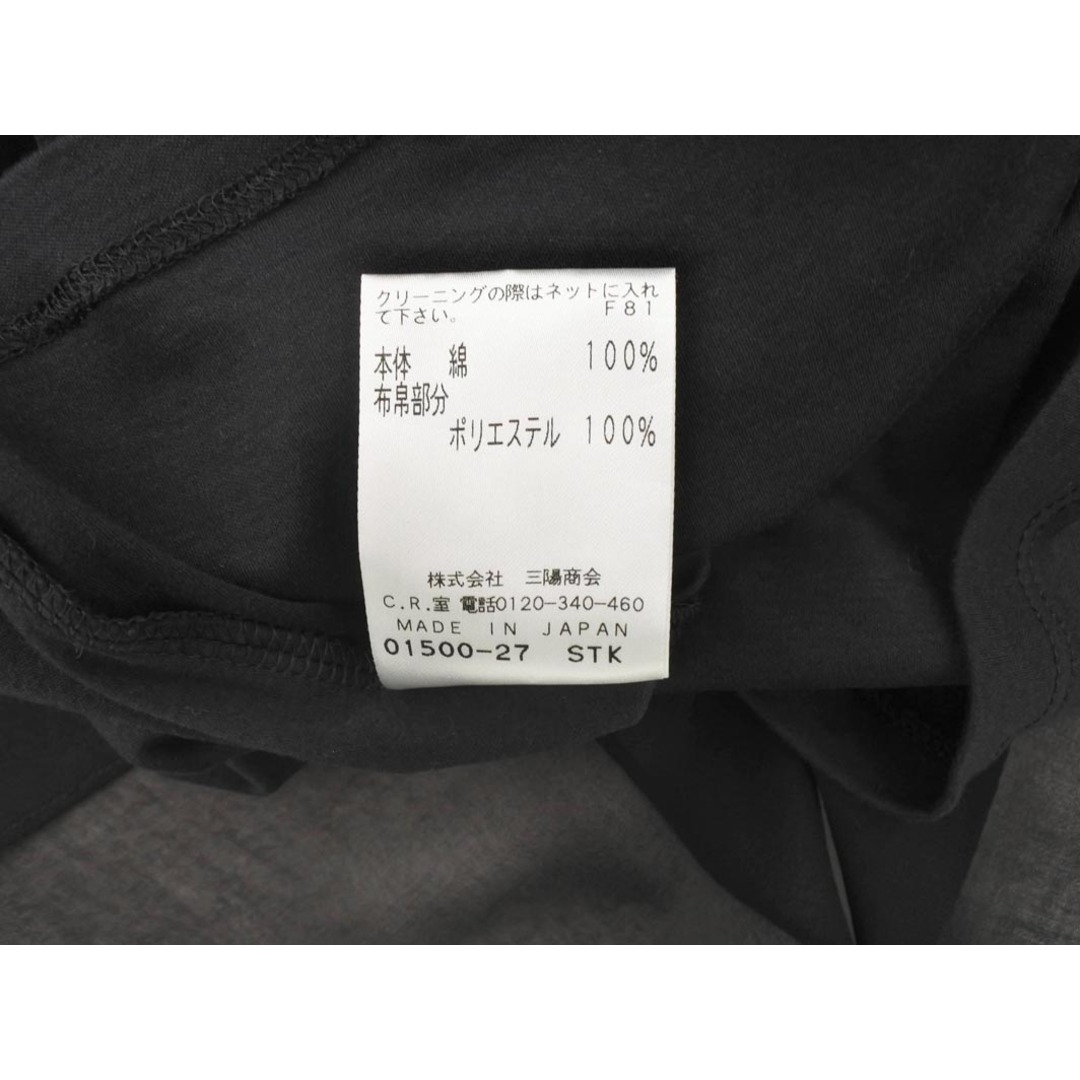 クリーニングの際はネットに入れ
て下さい。 F81
本体 綿 100%
布帛部分
ポリエステル 100%
株式会社 三陽商会
C.R.室 電話0120-340-460
MADE IN JAPAN
01500-27 STK